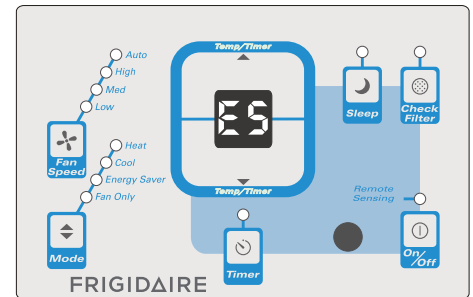 Auto
High
Med
Low
Fan
Speed
Heat
Cool
Energy Saver
Fan Only
Mode
Temp/Timer
ES
Temp/Timer
Timer
Sleep
Check
Filter
Remote
Sensing
On/Off
FRIGIDAIRE